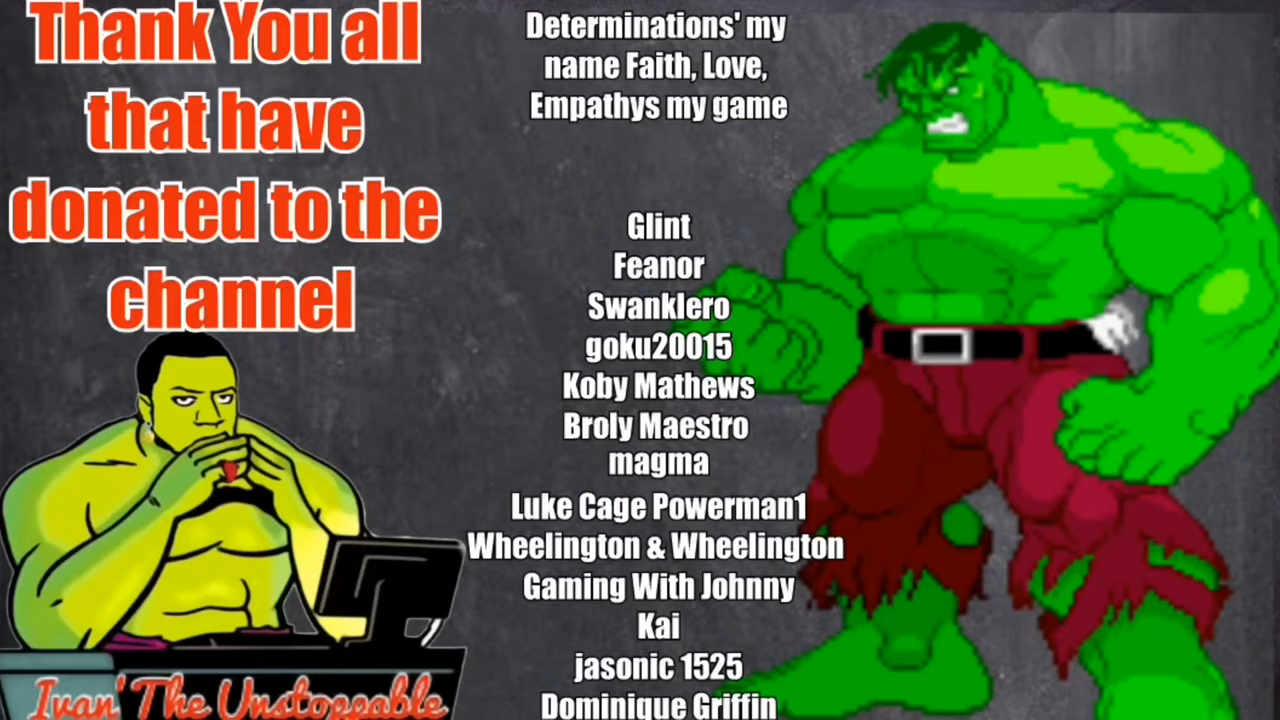 Thank You all
that have
donated to the
channel
Ivan' The Unstoppable
Determinations' my
name Faith, Love,
Empathys my game
Glint
Feanor
Swanklero
goku20015
Koby Mathews
Broly Maestro
magma
Luke Cage Powerman1
Wheelington & Wheelington
Gaming With Johnny
Kai
jasonic 1525
Dominique Griffin